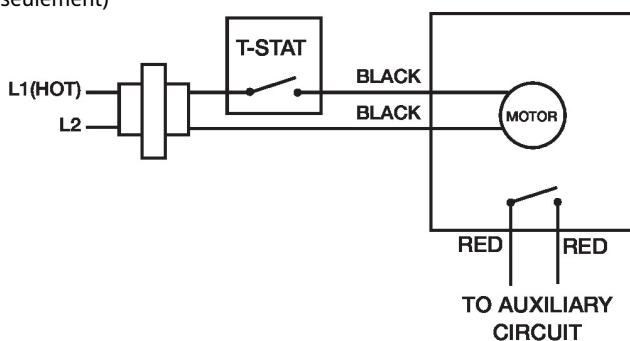 seulement)
T-STAT
L1(HOT)
BLACK
L2
BLACK
MOTOR
RED
RED
TO AUXILIARY
CIRCUIT